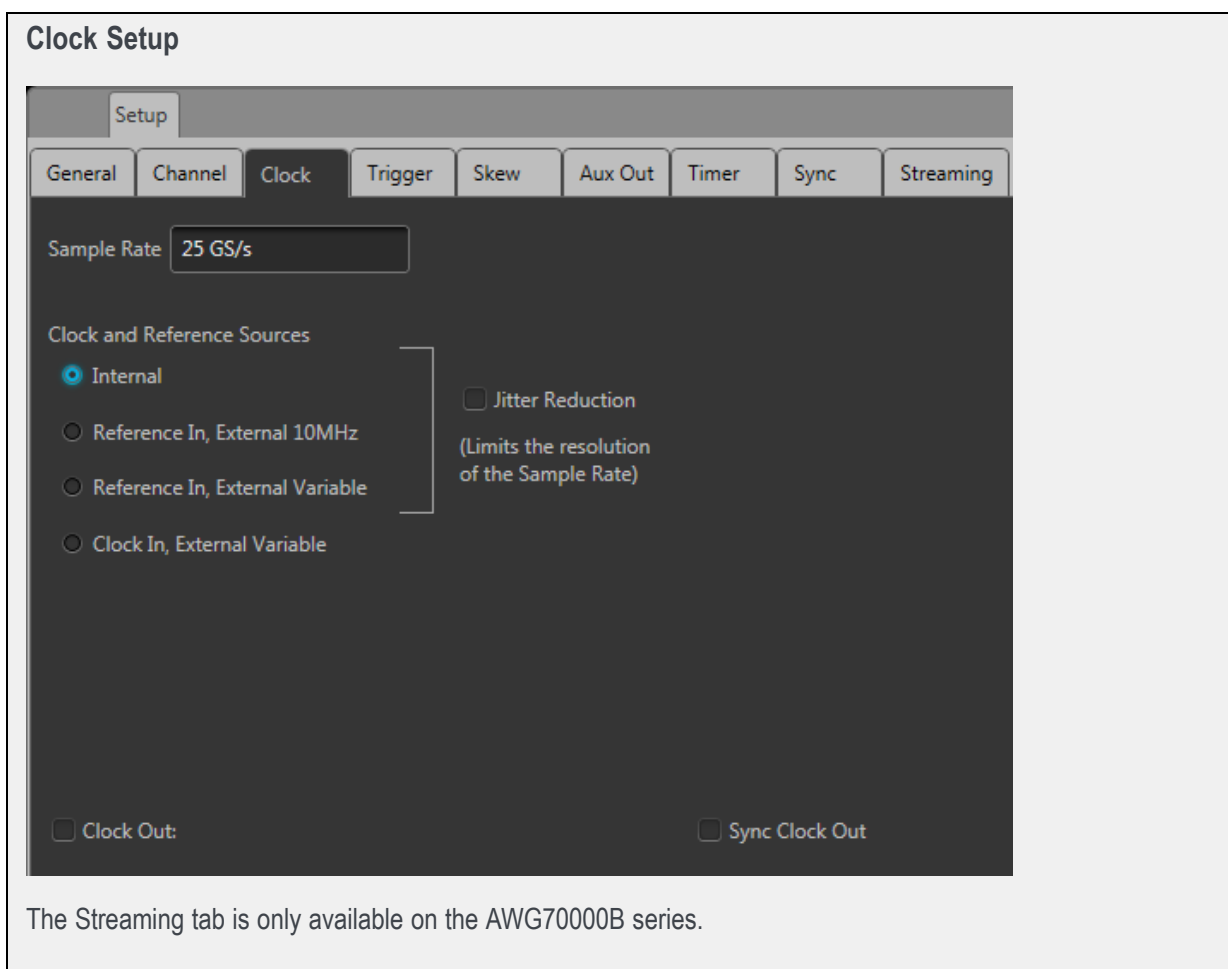 Clock Setup
Setup
General Channel Clock Trigger Skew Aux Out Timer Sync Streaming
Sample Rate 25 GS/s
Clock and Reference Sources
Internal
Reference In, External 10MHz
Reference In, External Variable
Clock In, External Variable
Jitter Reduction
(Limits the resolution
of the Sample Rate)
Clock Out:
Sync Clock Out
The Streaming tab is only available on the AWG70000B series.